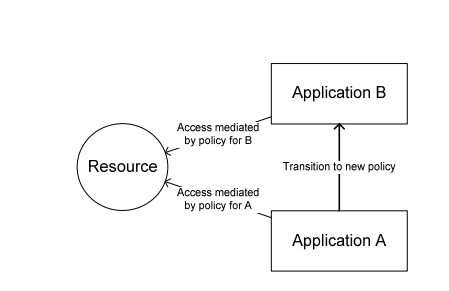 Application B
Access mediated
by policy for B
Resource
Transition to new policy
Access mediated
by policy for A
Application A